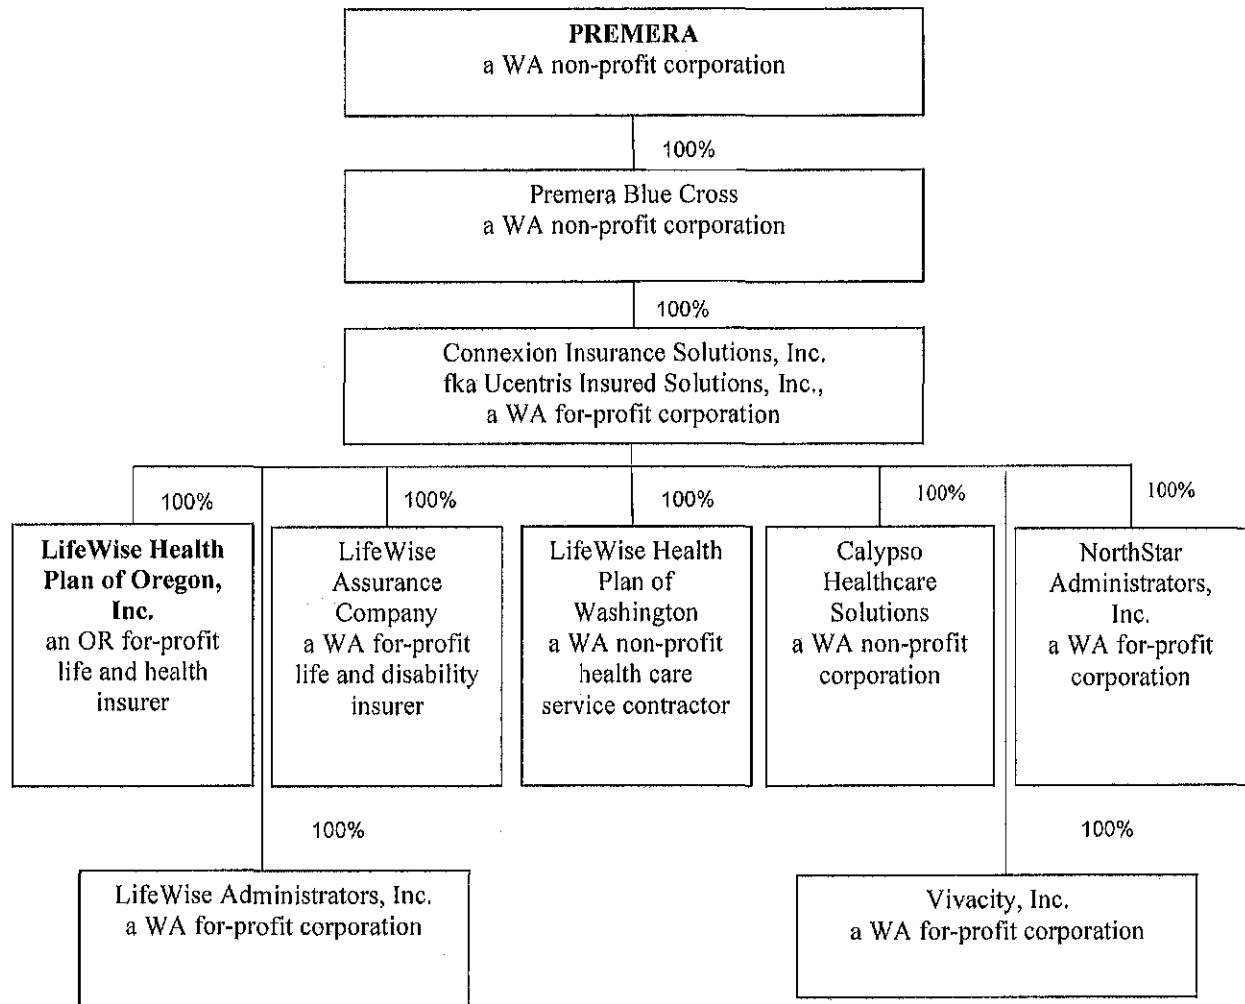 PREMERA
a WA non-profit corporation
100%
Premera Blue Cross
a WA non-profit corporation
100%
Connexion Insurance Solutions, Inc.
fka Ucentris Insured Solutions, Inc.,
a WA for-profit corporation
100%
LifeWise Health
Plan of Oregon,
Inc.
an OR for-profit
life and health
insurer
100%
LifeWise
Assurance
Company
a WA for-profit
life and disability
insurer
100%
LifeWise Health
Plan of
Washington
a WA non-profit
health care
service contractor
100%
Calypso
Healthcare
Solutions
a WA non-profit
corporation
100%
NorthStar
Administrators,
Inc.
a WA for-profit
corporation
100%
LifeWise Administrators, Inc.
a WA for-profit corporation
100%
Vivacity, Inc.
a WA for-profit corporation